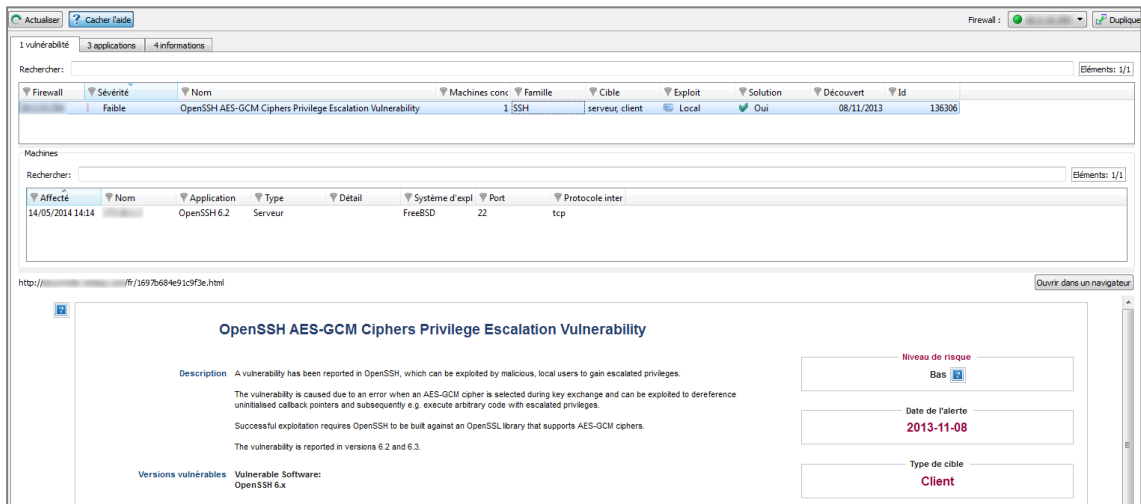 Actualiser ? Cacher l'aide Firewall : Duplique
1 vulnérabilité 3 applications 4 informations
Rechercher: Eléments: 1/1
Firewall Sévérité Nom Machines conc Famille Cible Exploit Solution Découvert Id
Faible OpenSSH AES-GCM Ciphers Privilege Escalation Vulnerability 1 SSH serveur, client Local Oui 08/11/2013 136306
Machines
Rechercher: Eléments: 1/1
Affecté Nom Application Type Détail Système d'expl Port Protocole inter
14/05/2014 14:14 OpenSSH 6.2 Serveur FreeBSD 22 tcp
http:// /fr/1697b684e91c9f3e.html Ouvrir dans un navigateur
?
OpenSSH AES-GCM Ciphers Privilege Escalation Vulnerability
Description A vulnerability has been reported in OpenSSH, which can be exploited by malicious, local users to gain escalated privileges.
The vulnerability is caused due to an error when an AES-GCM cipher is selected during key exchange and can be exploited to dereference
uninitialised callback pointers and subsequently e.g. execute arbitrary code with escalated privileges.
Successful exploitation requires OpenSSH to be built against an OpenSSL library that supports AES-GCM ciphers.
The vulnerability is reported in versions 6.2 and 6.3.
Versions vulnèrables Vulnerable Software:
OpenSSH 6.x
Niveau de risque
Bas ?
Date de l'alerte
2013-11-08
Type de cible
Client